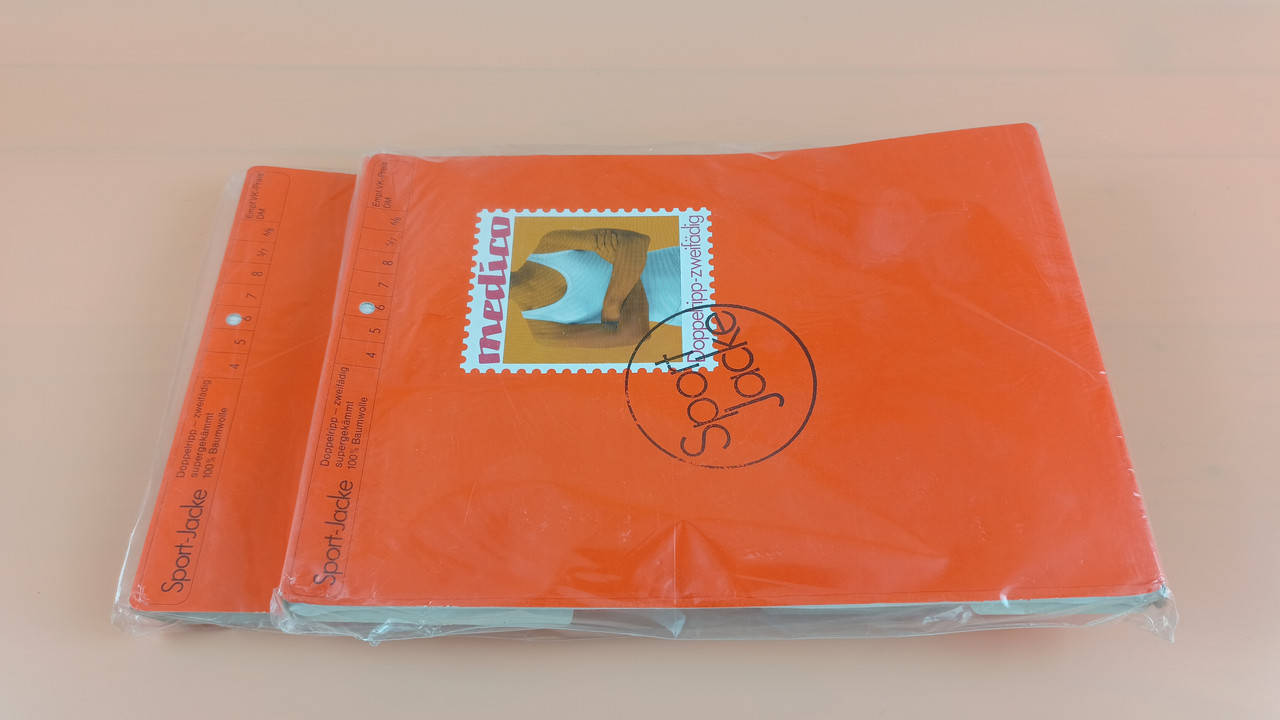 Sport-Jacke
Doppelripp – zweifädig
supergekämmt
100% Baumwolle
4 5 6 7 8
Empf.VK-Preis
DM
Sport-Jacke
Doppelripp – zweifädig
supergekämmt
100% Baumwolle
4 5 6 7 8
Empf.VK-Preis
DM
medico
Doppelripp-zweifädig
Sport
Jacke